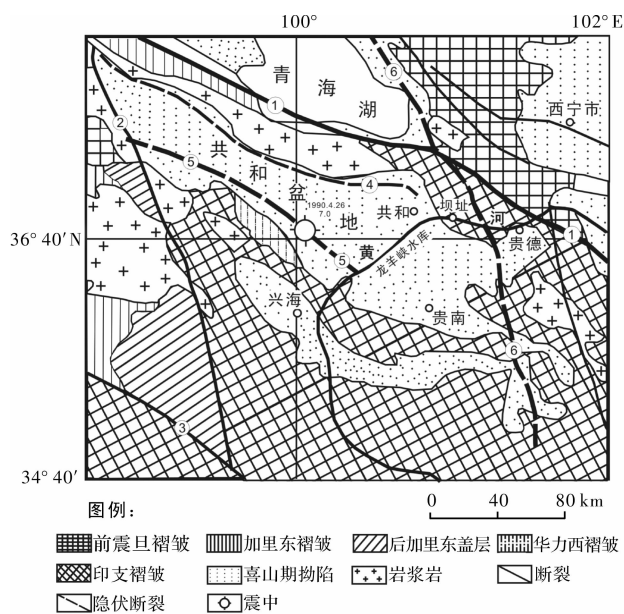 100° 102° E
青海湖
⑥
西宁市
①
②
共和盆地
⑤
④
1990.4.26
7.0
共和
坝址
河
贵德
①
36° 40′ N
黄
龙羊峡水库
⑤
兴海
贵南
⑥
③
34° 40′
图例：
0 40 80 km
前震旦褶皱 加里东褶皱 后加里东盖层 华力西褶皱
印支褶皱 喜山期拗陷 岩浆岩 断裂
隐伏断裂 震中